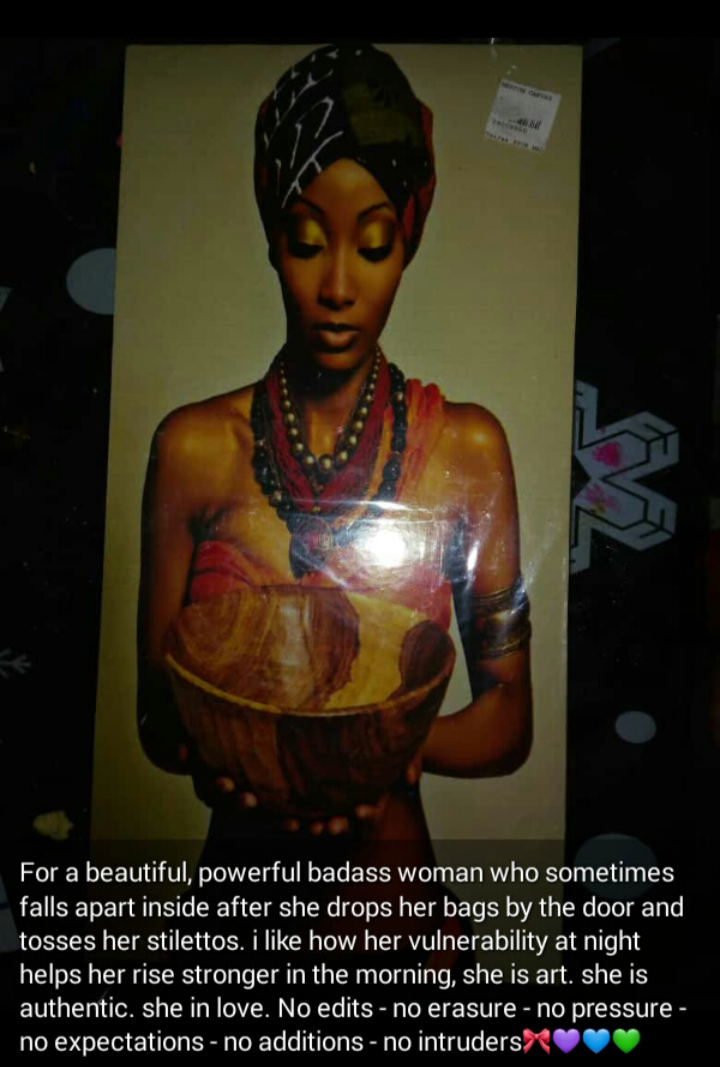 For a beautiful, powerful badass woman who sometimes
falls apart inside after she drops her bags by the door and
tosses her stilettos. i like how her vulnerability at night
helps her rise stronger in the morning, she is art. she is
authentic. she in love. No edits - no erasure - no pressure -
no expectations - no additions - no intruders🎀💜💙💚